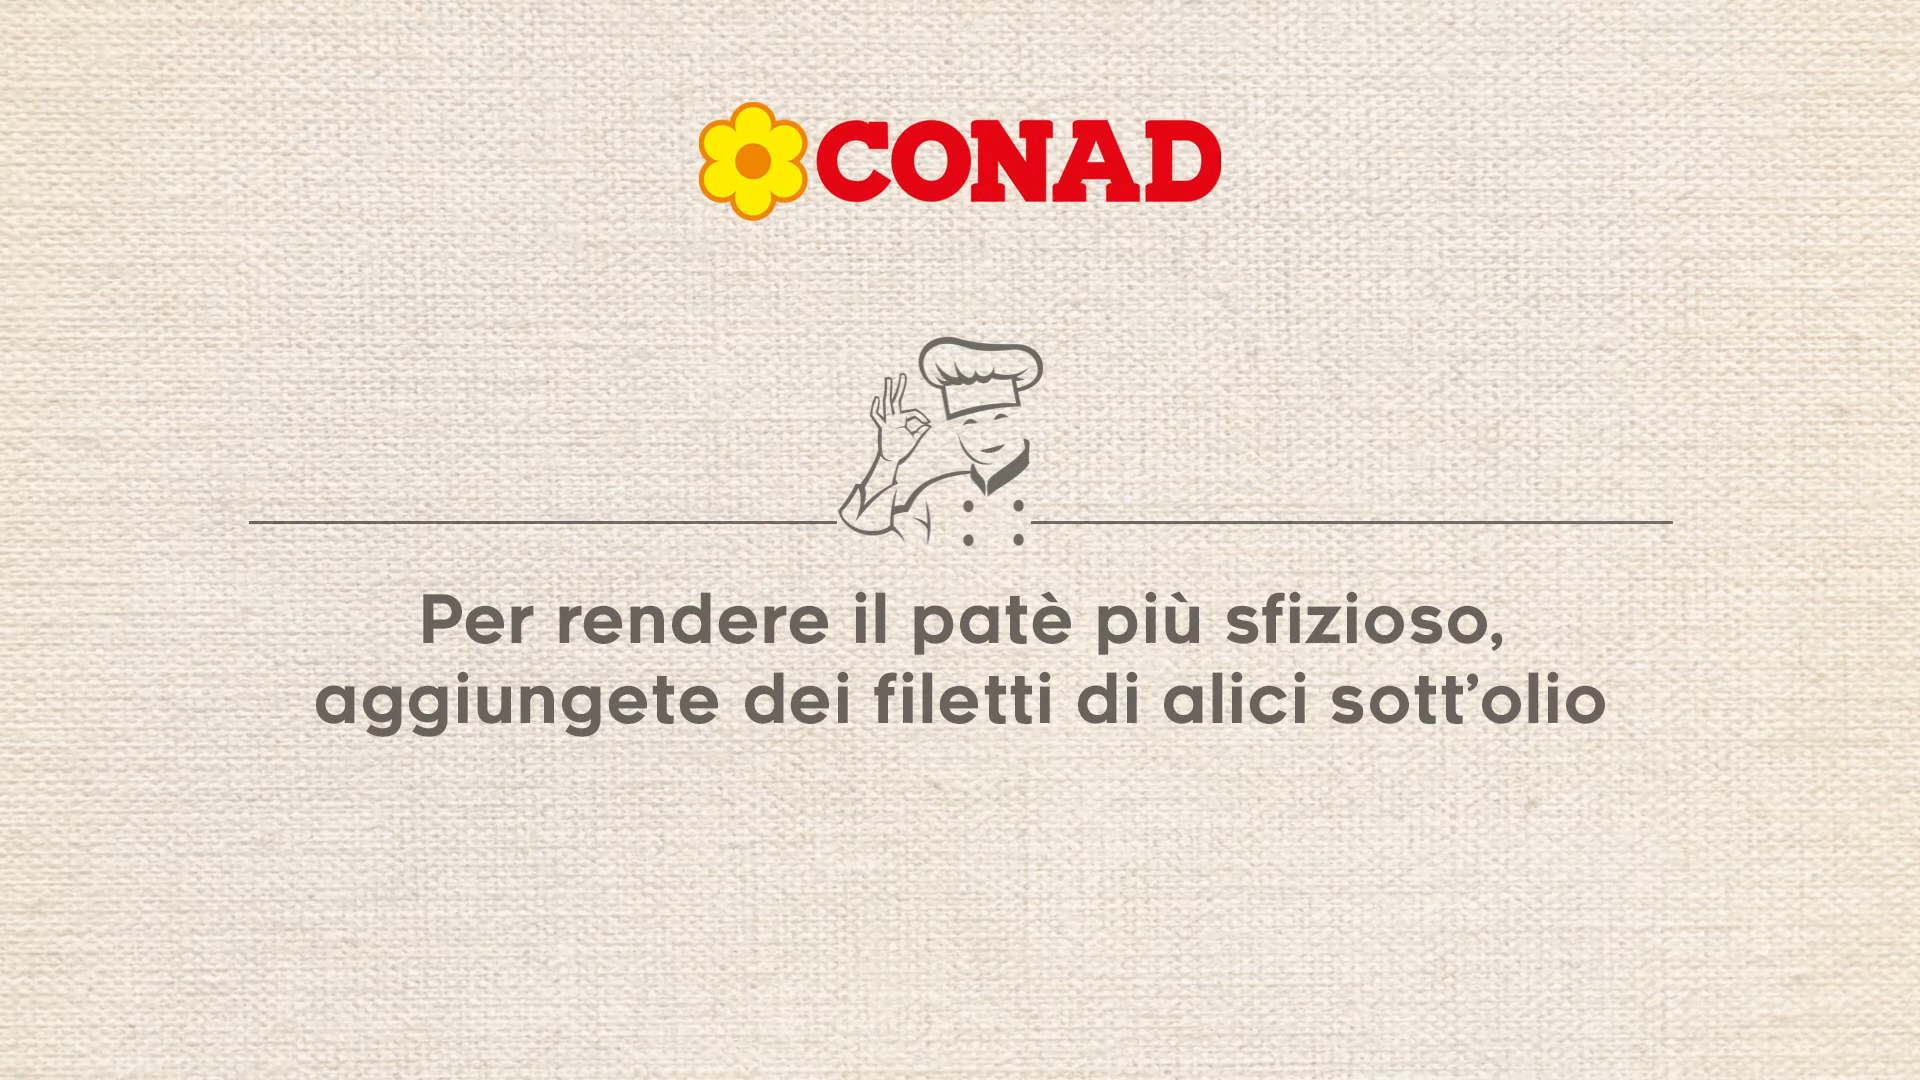 CONAD
Per rendere il patè più sfizioso,
aggiungete dei filetti di alici sott’olio